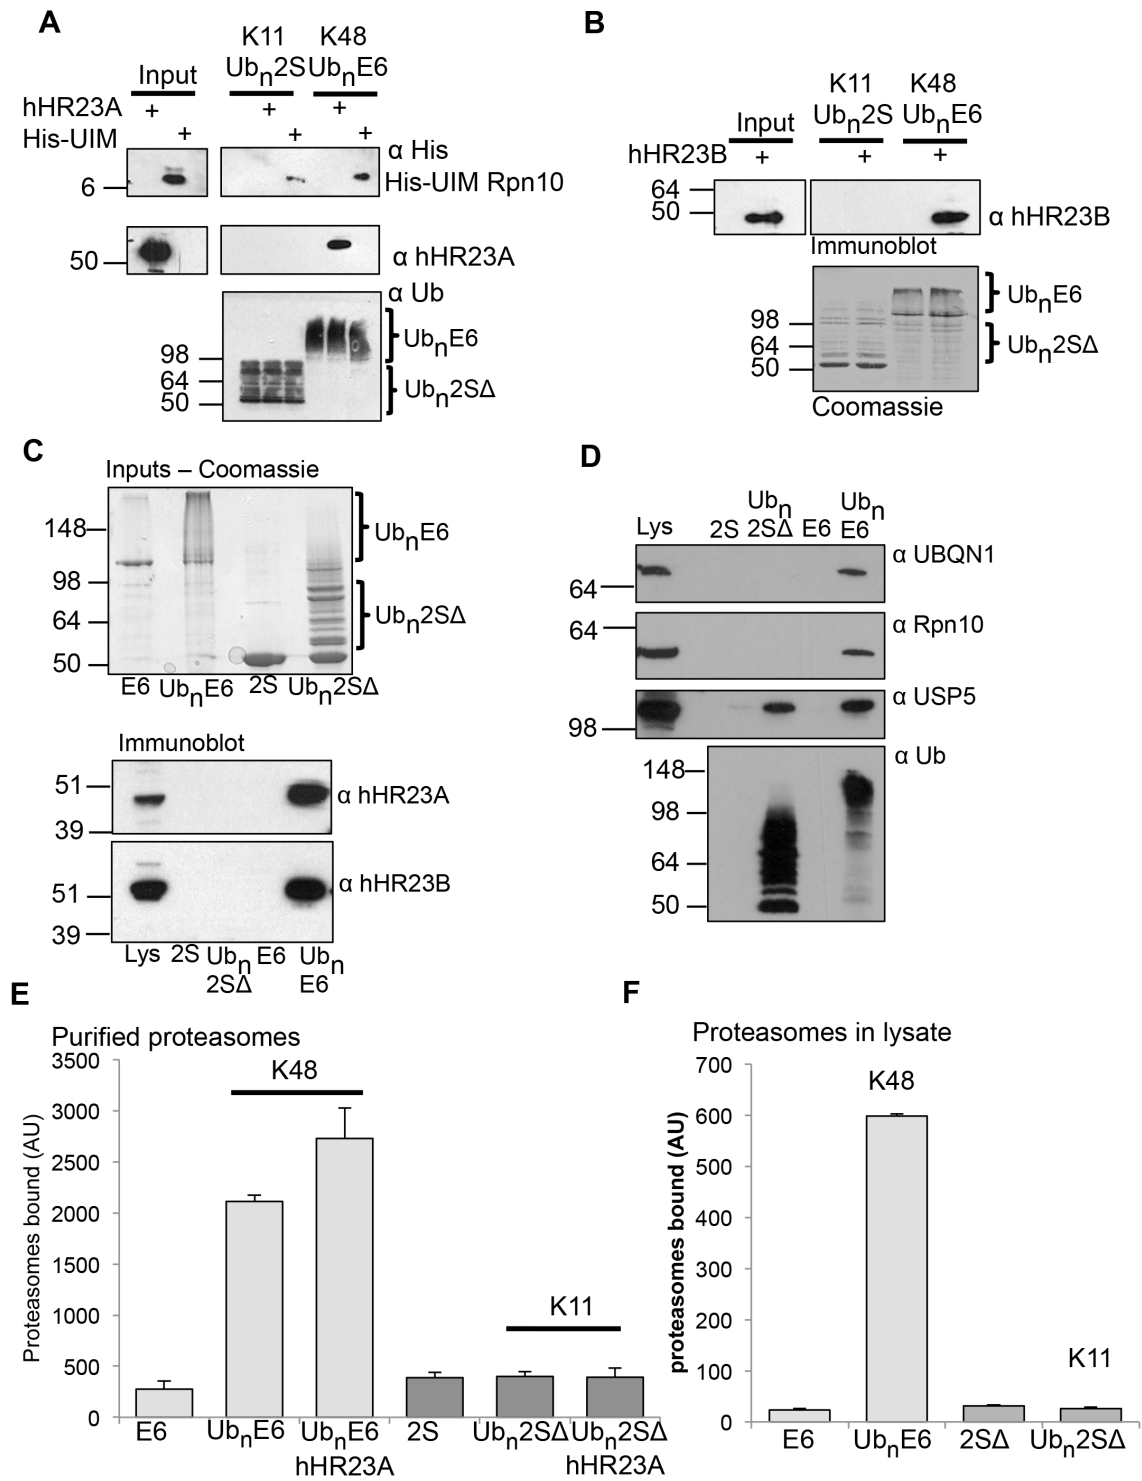 A
K11
K48
Input
Ubn2S
UbnE6
hHR23A
+
+
+
His-UIM
+
+
+
α His
6
His-UIM Rpn10
50
α hHR23A
α Ub
UbnE6
98
64
50
Ubn2SΔ
B
K11
K48
Input
Ubn2S
UbnE6
hHR23B
+
+
+
64
50
α hHR23B
Immunoblot
UbnE6
98
64
50
Ubn2SΔ
Coomassie
C
Inputs – Coomassie
148
98
64
50
UbnE6
Ubn2SΔ
E6
UbnE6
2S
Ubn2SΔ
Immunoblot
51
39
α hHR23A
51
39
α hHR23B
Lys
2S
Ubn
2SΔ
E6
Ubn
E6
D
Lys
2S
Ubn
2SΔ
E6
Ubn
E6
α UBQN1
64
α Rpn10
64
α USP5
98
α Ub
148
98
64
50
E
Purified proteasomes
Proteasomes bound (AU)
3500
3000
2500
2000
1500
1000
500
0
K48
K11
E6
UbnE6
UbnE6
hHR23A
2S
Ubn2SΔ
Ubn2SΔ
hHR23A
F
Proteasomes in lysate
proteasomes bound (AU)
700
600
500
400
300
200
100
0
K48
K11
E6
UbnE6
2SΔ
Ubn2SΔ